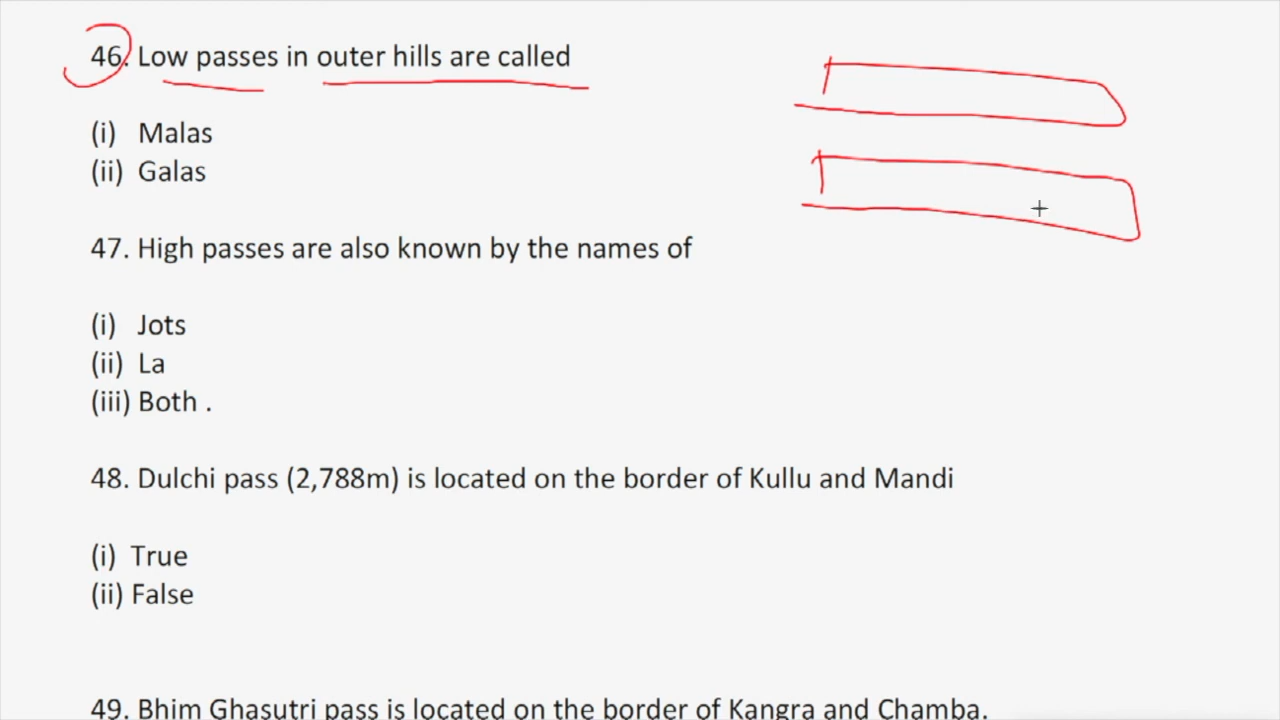 46. Low passes in outer hills are called
(i) Malas
(ii) Galas
47. High passes are also known by the names of
(i) Jots
(ii) La
(iii) Both .
48. Dulchi pass (2,788m) is located on the border of Kullu and Mandi
(i) True
(ii) False
49. Bhim Ghasutri pass is located on the border of Kangra and Chamba.